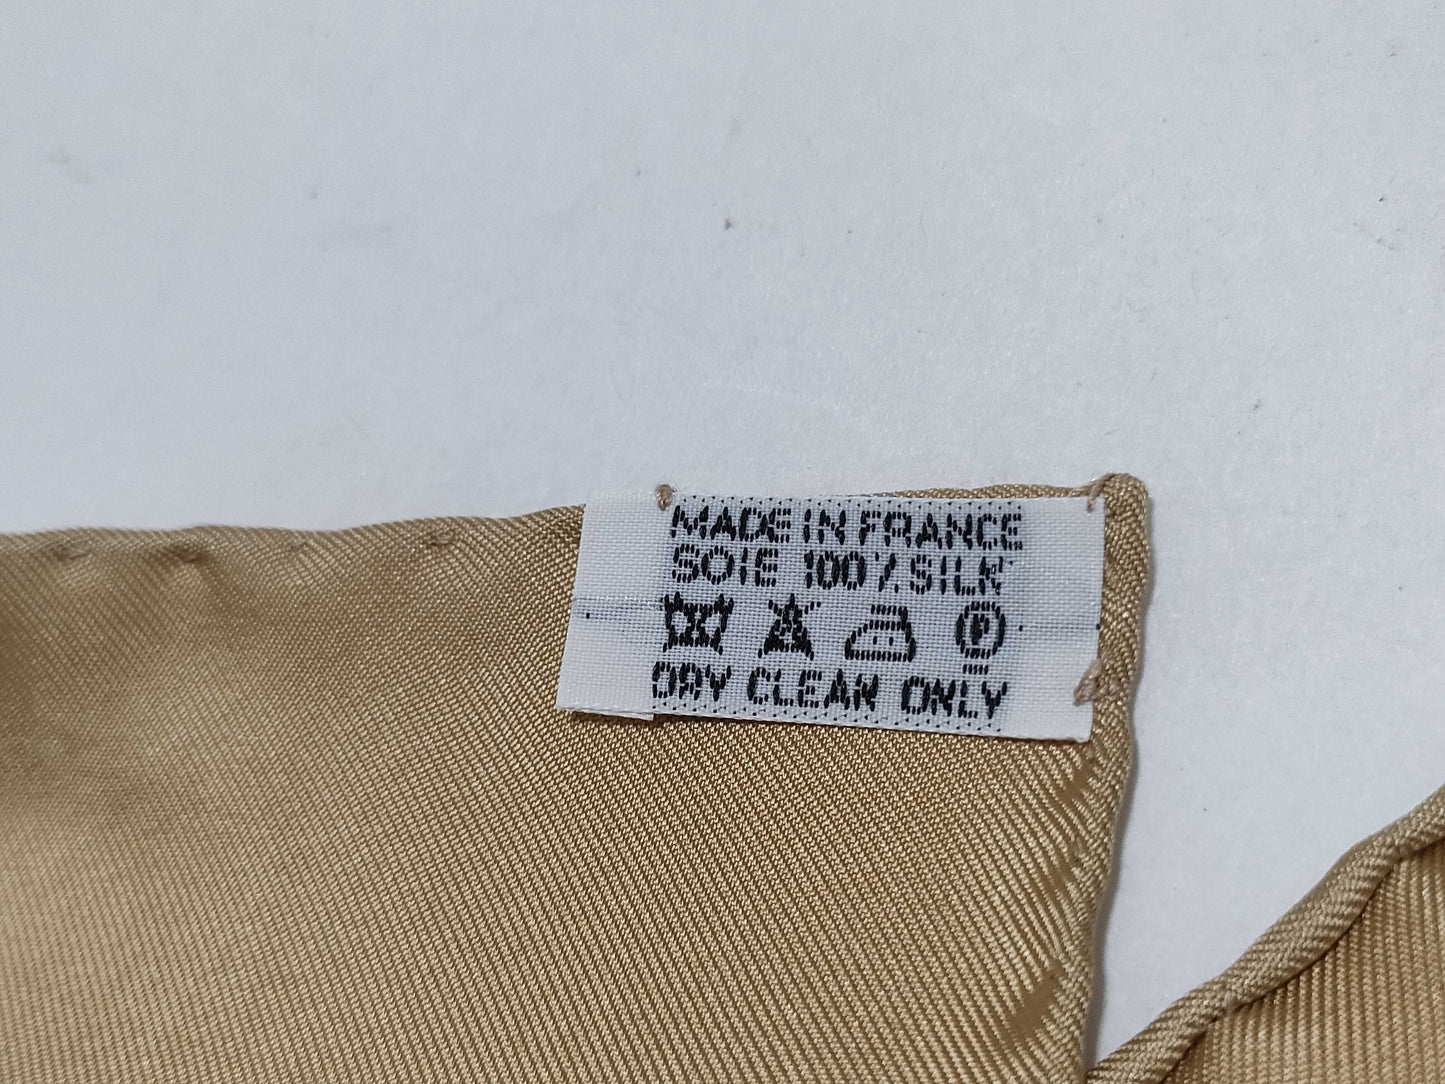 MADE IN FRANCE
SOIE 100% SILK
P
DRY CLEAN ONLY